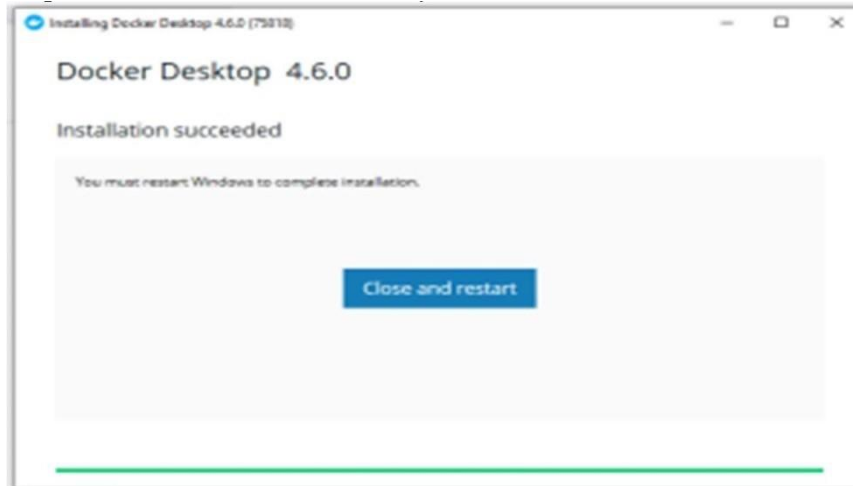 Installing Docker Desktop 4.6.0 (75818)
Docker Desktop 4.6.0
Installation succeeded
You must restart Windows to complete installation.
Close and restart